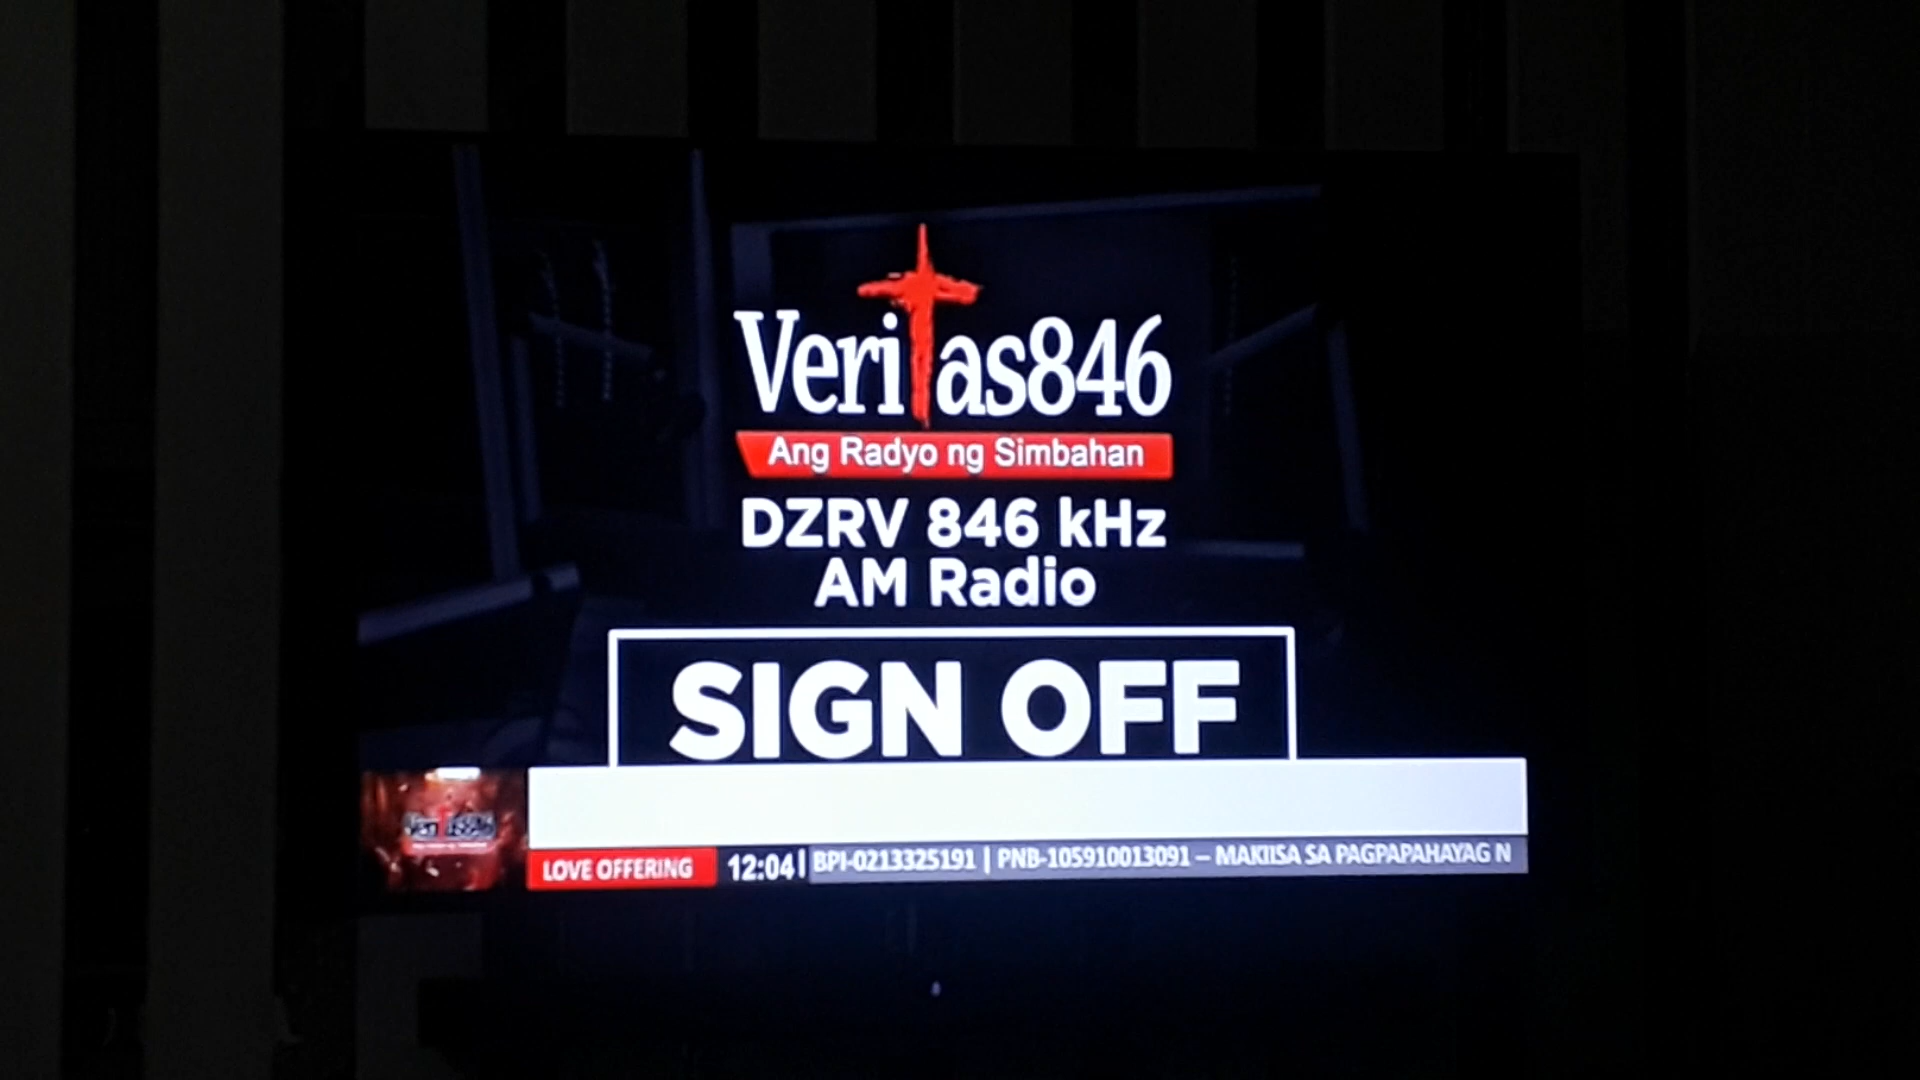 Veritas846
Ang Radyo ng Simbahan
DZRV 846 kHz
AM Radio
SIGN OFF
Veritas846
LOVE OFFERING
12:04
BPI-0213325191 | PNB-105910013091 – MAKIISA SA PAGPAPAHAYAG N